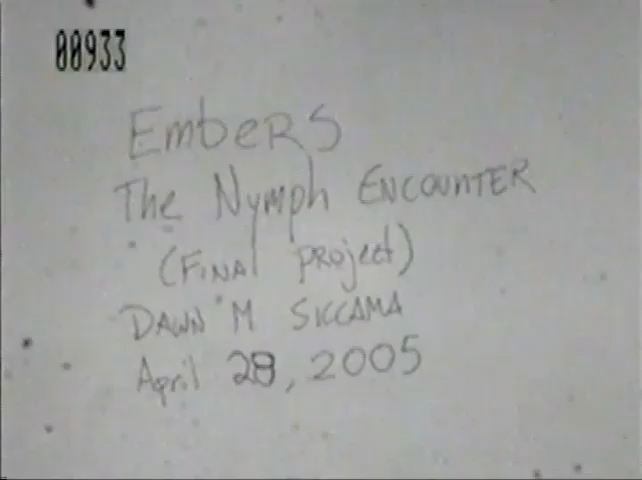 00933
Embers
The Nymph Encounter
(Final project)
Dawn M Siccama
April 28, 2005